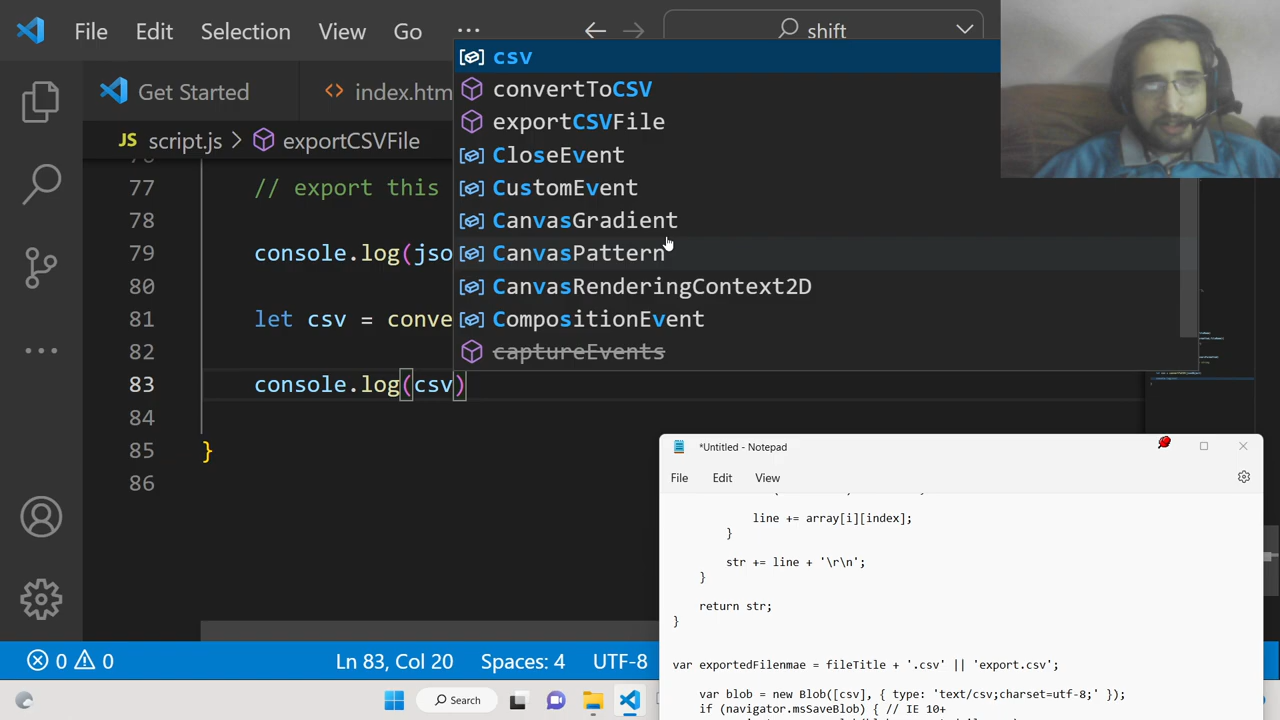 File Edit Selection View Go ··· shift
Get Started
index.htm
JS script.js > exportCSVFile
csv
convertToCSV
exportCSVFile
CloseEvent
CustomEvent
CanvasGradient
CanvasPattern
CanvasRenderingContext2D
CompositionEvent
captureEvents
77 // export this
78
79 console.log(jso
80
81 let csv = conve
82
83 console.log(csv)
84
85 }
86
*Untitled - Notepad
File Edit View
line += array[i][index];
}
str += line + '\r\n';
}
return str;
}
var exportedFilenmae = fileTitle + '.csv' || 'export.csv';
var blob = new Blob([csv], { type: 'text/csv;charset=utf-8;' });
if (navigator.msSaveBlob) { // IE 10+
0 0 Ln 83, Col 20 Spaces: 4 UTF-8
Search